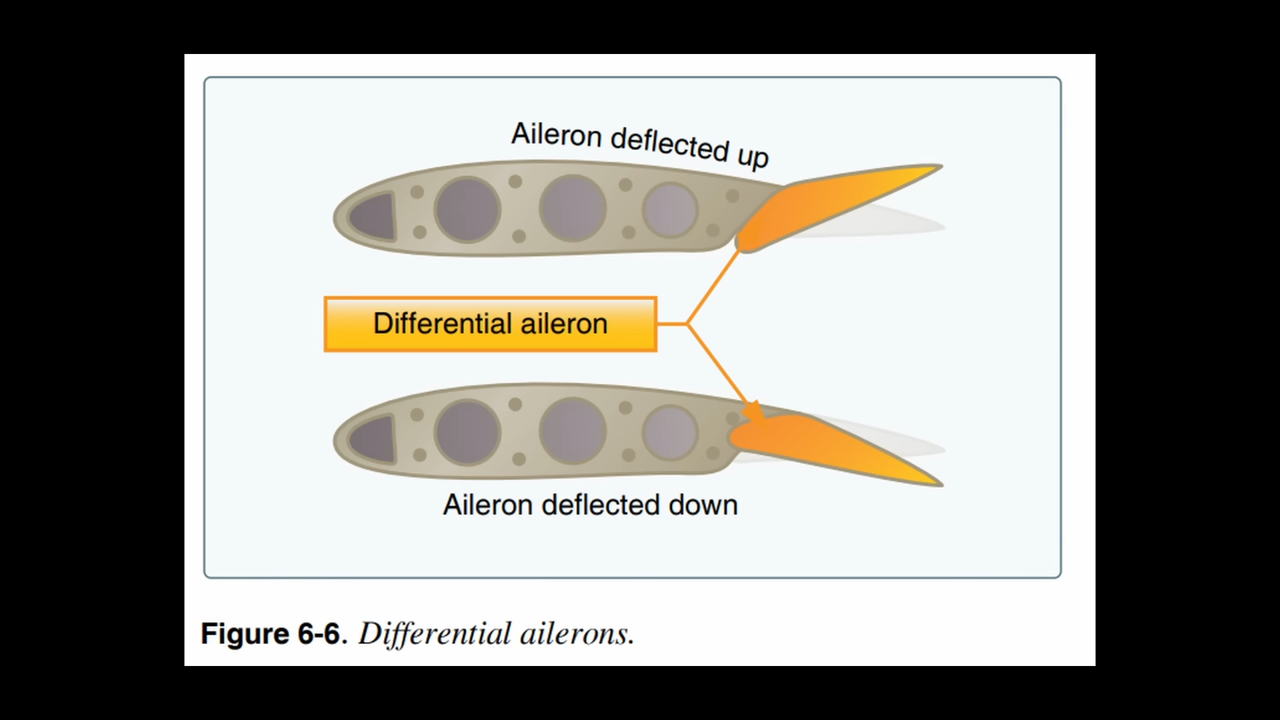 Aileron deflected up
Differential aileron
Aileron deflected down
Figure 6-6. Differential ailerons.